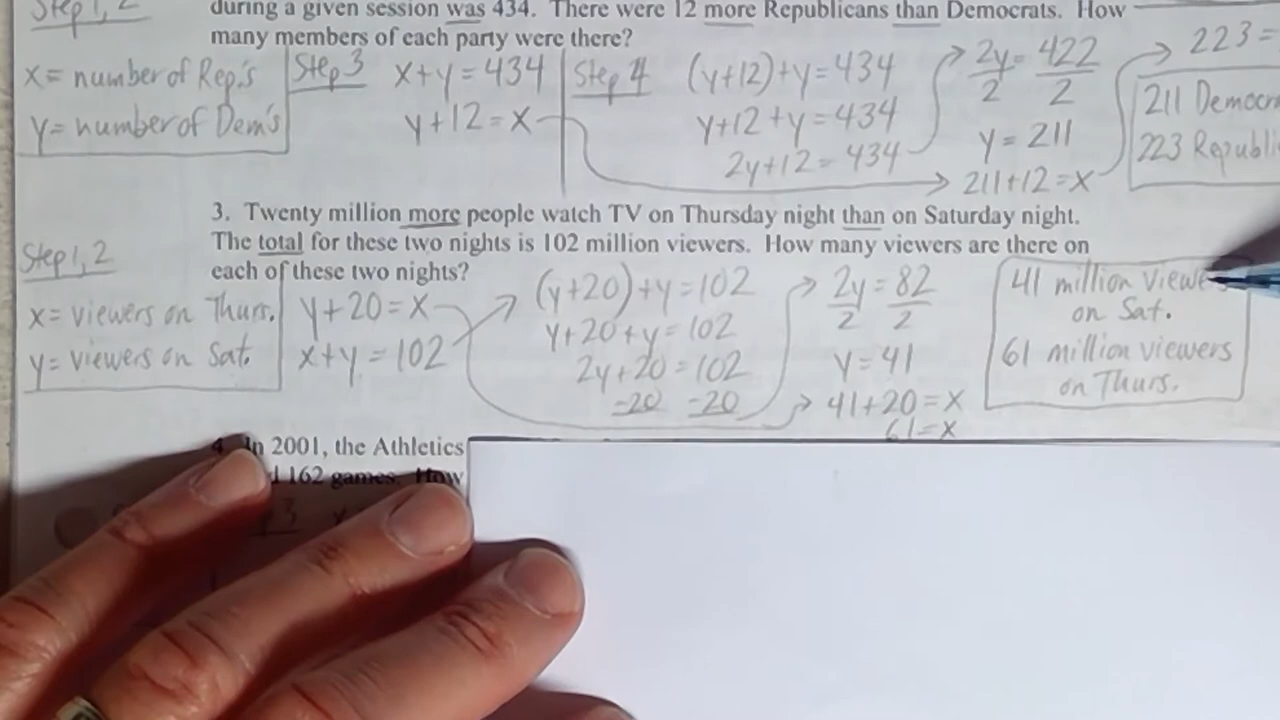 Step 1, 2
during a given session was 434. There were 12 more Republicans than Democrats. How
many members of each party were there?
x = number of Rep's
y = number of Dem's
Step 3
x + y = 434
y + 12 = x
Step 4
(y+12) + y = 434
y + 12 + y = 434
2y + 12 = 434
2y = 422
2 2
y = 211
211 + 12 = x
223 =
211
223
3. Twenty million more people watch TV on Thursday night than on Saturday night.
The total for these two nights is 102 million viewers. How many viewers are there on
each of these two nights?
Step 1, 2
x = viewers on Thurs.
y = viewers on Sat.
y + 20 = x
x + y = 102
(y+20) + y = 102
y + 20 + y = 102
2y + 20 = 102
-20 -20
2y = 82
2 2
y = 41
41 + 20 = x
61 = x
41 million
on Sat.
61 million viewers
on Thurs.
4. In 2001, the Athletics
162 games. How